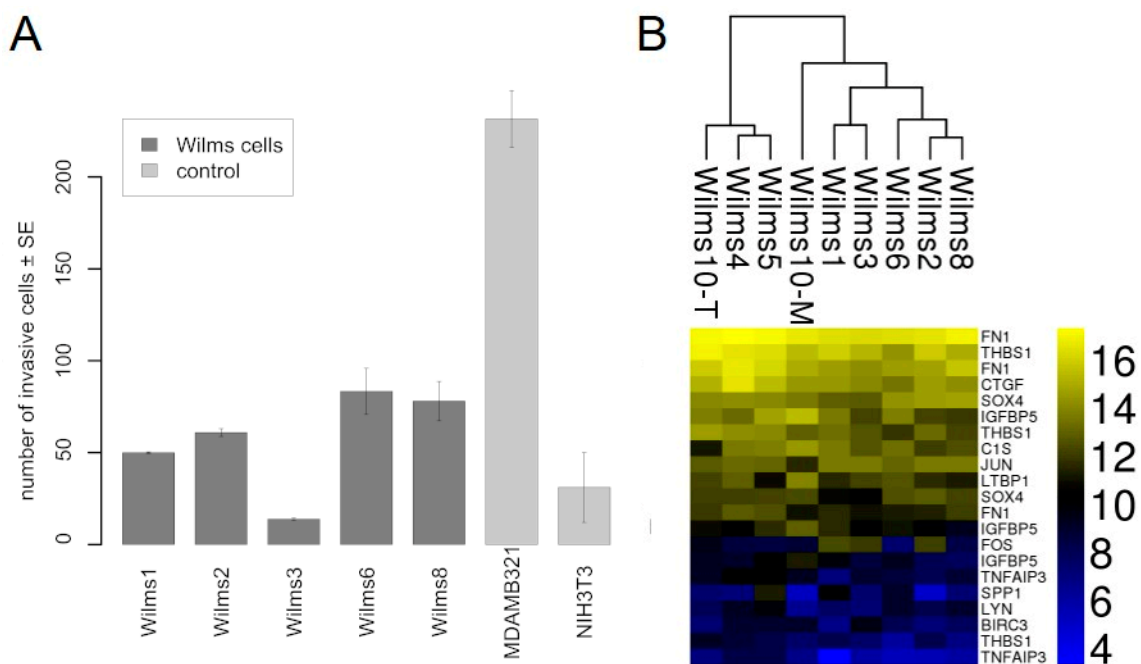 A
B
Wilms cells
control
number of invasive cells ± SE
200
150
100
50
0
Wilms1
Wilms2
Wilms3
Wilms6
Wilms8
MDAMB321
NIH3T3
Wilms10-T
Wilms4
Wilms5
Wilms10-M
Wilms1
Wilms3
Wilms6
Wilms2
Wilms8
FN1
THBS1
FN1
CTGF
SOX4
IGFBP5
THBS1
C1S
JUN
LTBP1
SOX4
FN1
IGFBP5
FOS
IGFBP5
TNFAIP3
SPP1
LYN
BIRC3
THBS1
TNFAIP3
16
14
12
10
8
6
4